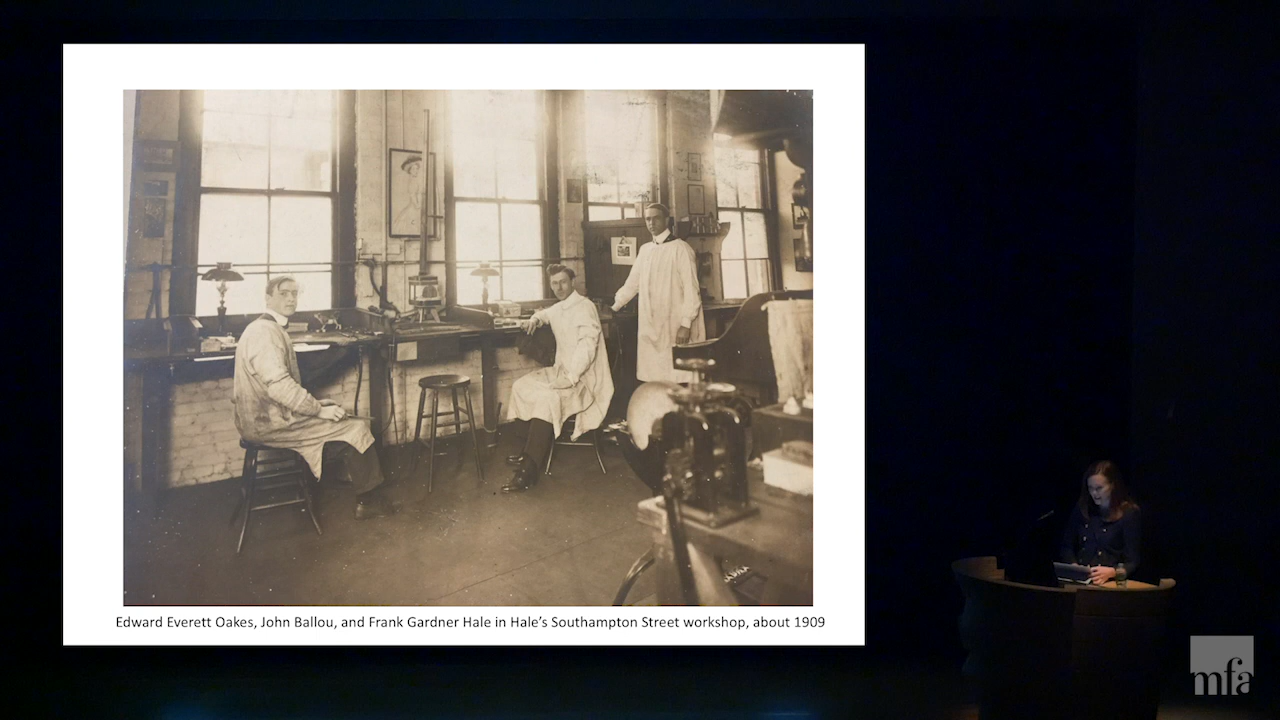 Edward Everett Oakes, John Ballou, and Frank Gardner Hale in Hale’s Southampton Street workshop, about 1909
mfa